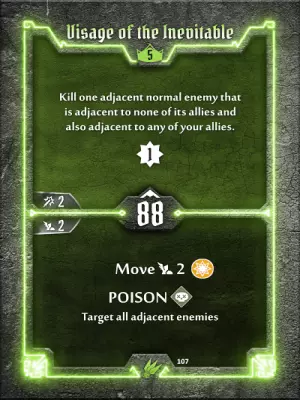 Visage of the Inevitable
5
Kill one adjacent normal enemy that
is adjacent to none of its allies and
also adjacent to any of your allies.
1
2
88
2
Move 2
POISON
Target all adjacent enemies
107